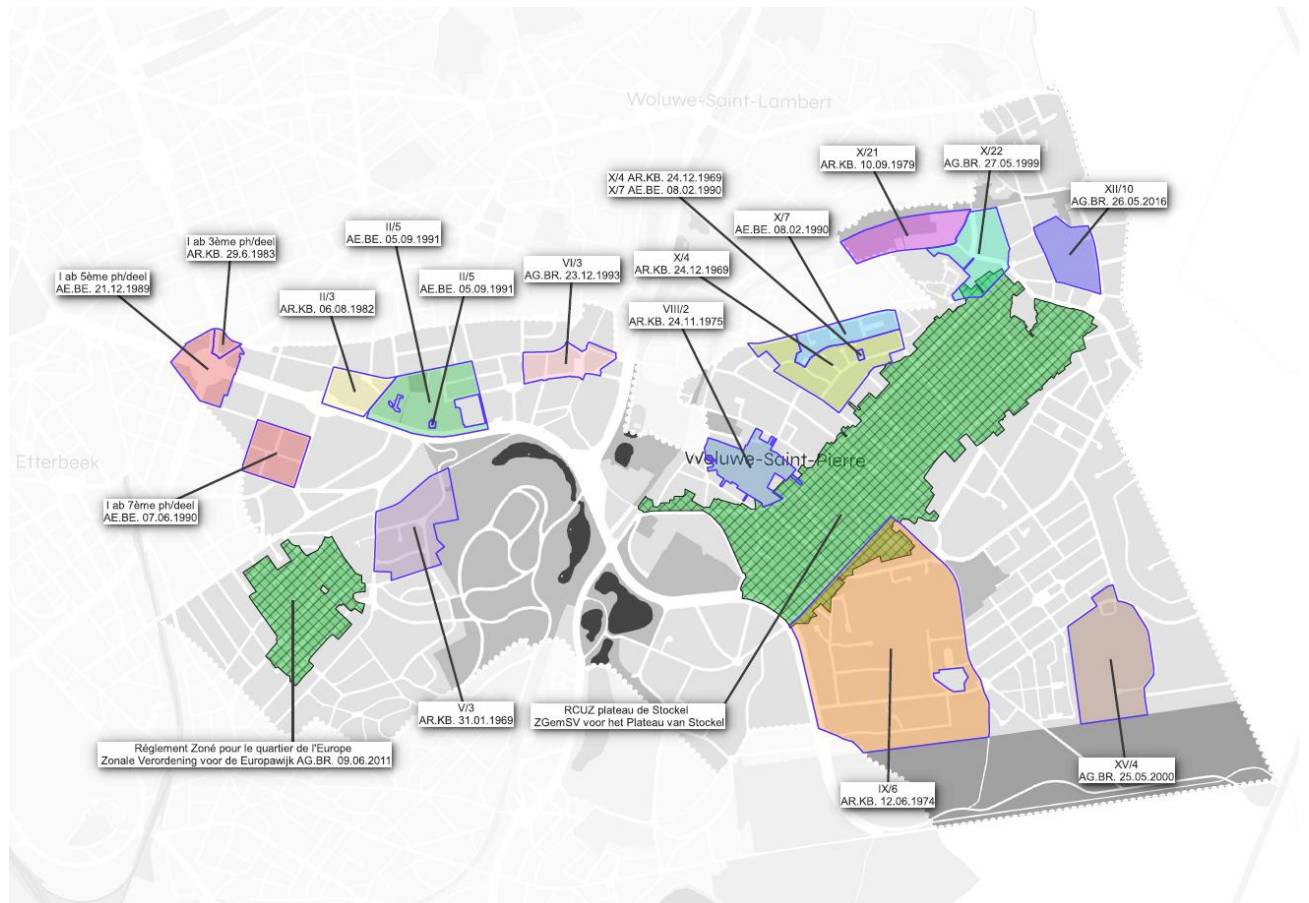 Woluwe-Saint-Lambert
X/21
AR.KB. 10.09.1979
X/22
AG.BR. 27.05.1999
X/4 AR.KB. 24.12.1969
X/7 AE.BE. 08.02.1990
XII/10
AG.BR. 26.05.2016
X/7
AE.BE. 08.02.1990
II/5
AE.BE. 05.09.1991
I ab 3ème ph/deel
AR.KB. 29.6.1983
X/4
AR.KB. 24.12.1969
VI/3
AG.BR. 23.12.1993
I ab 5ème ph/deel
AE.BE. 21.12.1989
II/5
AE.BE. 05.09.1991
II/3
AR.KB. 06.08.1982
VIII/2
AR.KB. 24.11.1975
Etterbeek
Woluwe-Saint-Pierre
I ab 7ème ph/deel
AE.BE. 07.06.1990
V/3
AR.KB. 31.01.1969
RCUZ plateau de Stockel
ZGemSV voor het Plateau van Stockel
Réglement Zoné pour le quartier de l'Europe
Zonale Verordening voor de Europawijk AG.BR. 09.06.2011
XV/4
AG.BR. 25.05.2000
IX/6
AR.KB. 12.06.1974